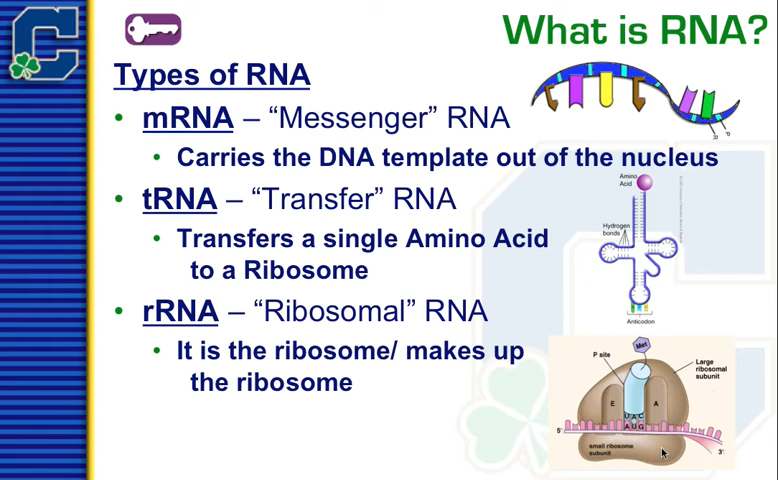 What is RNA?
Types of RNA
• mRNA – “Messenger” RNA
• Carries the DNA template out of the nucleus
• tRNA – “Transfer” RNA
• Transfers a single Amino Acid
to a Ribosome
• rRNA – “Ribosomal” RNA
• It is the ribosome/ makes up
the ribosome
Amino
Acid
Hydrogen
bonds
Anticodon
Met
P site
Large
ribosomal
subunit
E
A
UAC
AUG
5'
3'
small ribosome
subunit
C